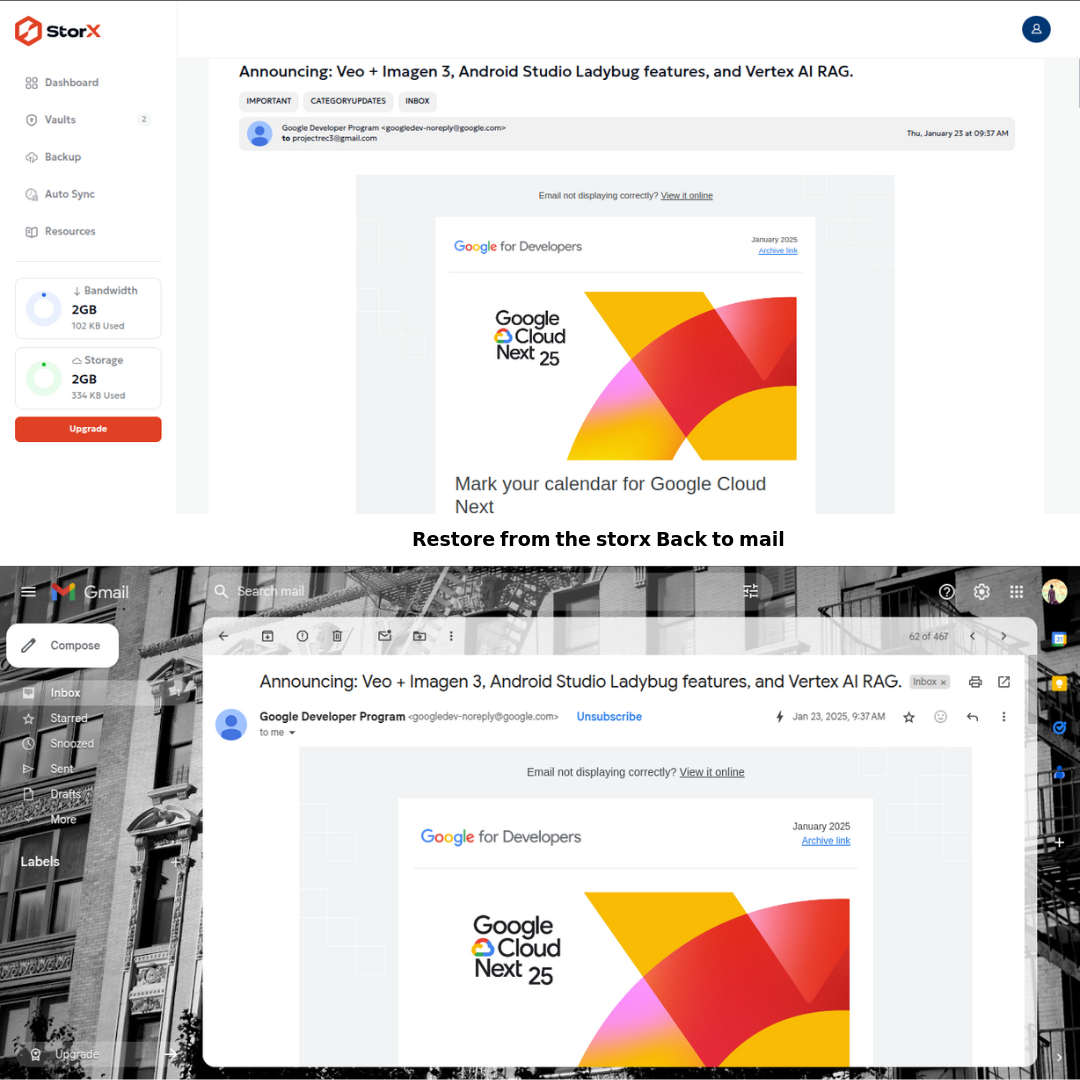 StorX
Dashboard
Vaults
2
Backup
Auto Sync
Resources
Bandwidth
2GB
102 KB Used
Storage
2GB
334 KB Used
Upgrade
Announcing: Veo + Imagen 3, Android Studio Ladybug features, and Vertex AI RAG.
IMPORTANT CATEGORYUPDATES INBOX
Google Developer Program <googledev-noreply@google.com>
to projectrec3@gmail.com
Thu, January 23 at 09:37 AM
Email not displaying correctly? View it online
Google for Developers
January 2025
Archive link
Google
Cloud
Next 25
Mark your calendar for Google Cloud
Next
Restore from the storx Back to mail
Gmail
Search mail
Compose
Inbox
Starred
Snoozed
Sent
Drafts
More
Labels
Upgrade
62 of 467
Announcing: Veo + Imagen 3, Android Studio Ladybug features, and Vertex AI RAG. Inbox ×
Google Developer Program <googledev-noreply@google.com> Unsubscribe
Jan 23, 2025, 9:37 AM
to me
Email not displaying correctly? View it online
Google for Developers
January 2025
Archive link
Google
Cloud
Next 25
31